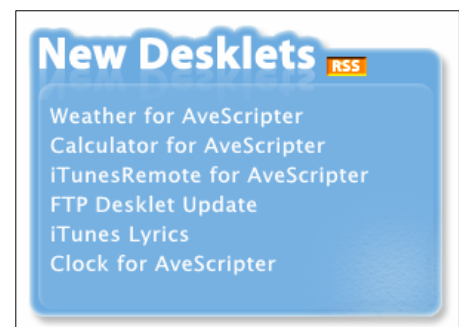 New Desklets RSS
Weather for AveScripter
Calculator for AveScripter
iTunesRemote for AveScripter
FTP Desklet Update
iTunes Lyrics
Clock for AveScripter